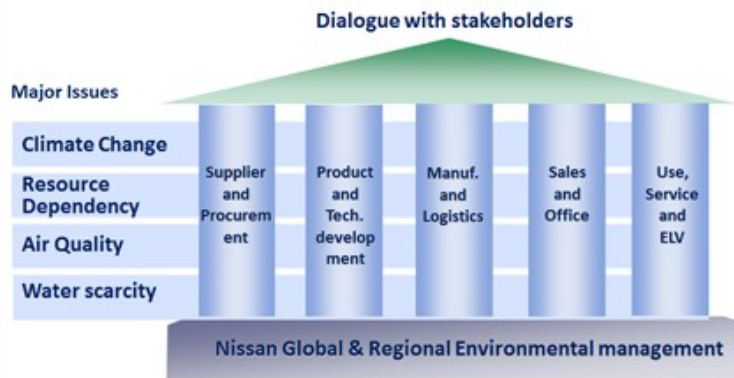 Dialogue with stakeholders
Major Issues
Climate Change
Resource
Dependency
Air Quality
Water scarcity
Supplier
and
Procurem
ent
Product
and
Tech.
develop
ment
Manuf.
and
Logistics
Sales
and
Office
Use,
Service
and
ELV
Nissan Global & Regional Environmental management